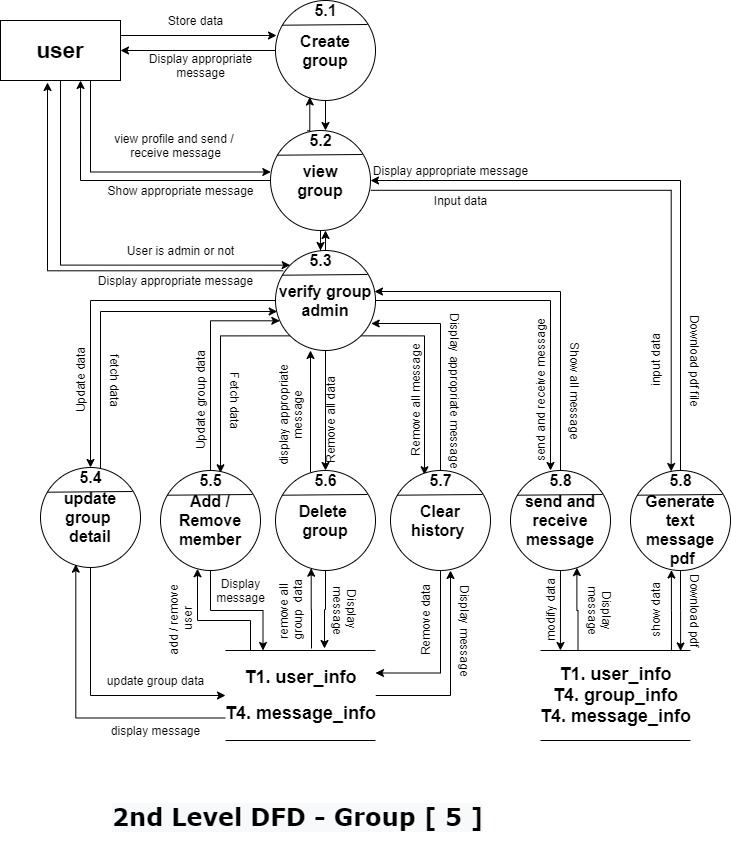 5.1
Store data
Create
group
user
Display appropriate
message
5.2
view profile and send /
receive message
view
group
Display appropriate message
Show appropriate message
Input data
5.3
User is admin or not
Display appropriate message
verify group
admin
Update data
fetch data
Update group data
Fetch data
display appropriate
message
Remove all data
Remove all message
Display appropriate message
send and receive message
Show all message
input data
Download pdf file
5.4
update
group
detail
5.5
Add /
Remove
member
5.6
Delete
group
5.7
Clear
history
5.8
send and
receive
message
5.8
Generate
text
message
pdf
add / remove
user
Display
message
remove all
group data
Display
message
Remove data
Display message
modify data
Display
message
show data
Download pdf
update group data
display message
T1. user_info
T4. message_info
T1. user_info
T4. group_info
T4. message_info
2nd Level DFD - Group [ 5 ]